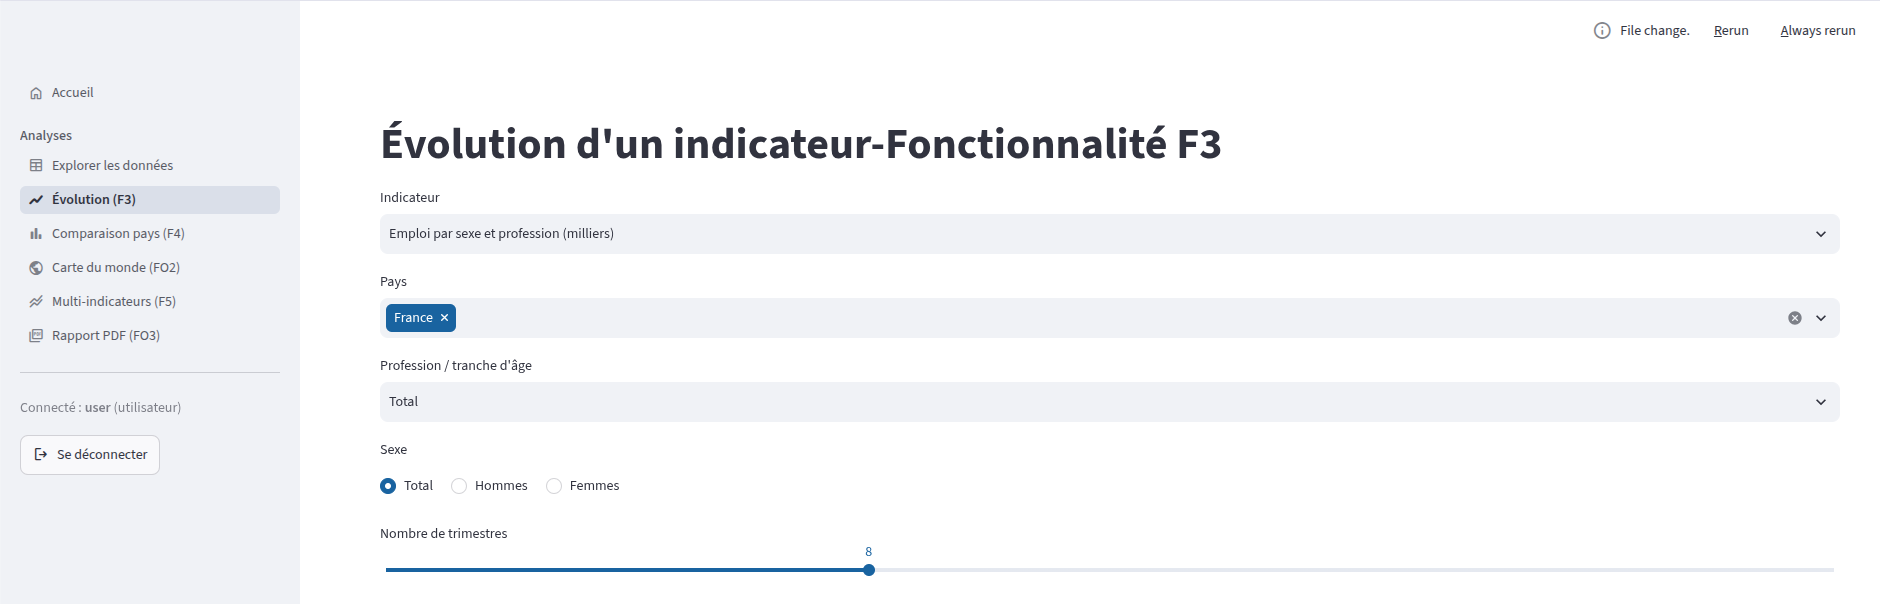 File change. Rerun Always rerun
Accueil
Analyses
Explorer les données
Évolution (F3)
Comparaison pays (F4)
Carte du monde (FO2)
Multi-indicateurs (F5)
Rapport PDF (FO3)
Connecté : user (utilisateur)
Se déconnecter
Évolution d'un indicateur-Fonctionnalité F3
Indicateur
Emploi par sexe et profession (milliers)
Pays
France
Profession / tranche d'âge
Total
Sexe
Total Hommes Femmes
Nombre de trimestres
8